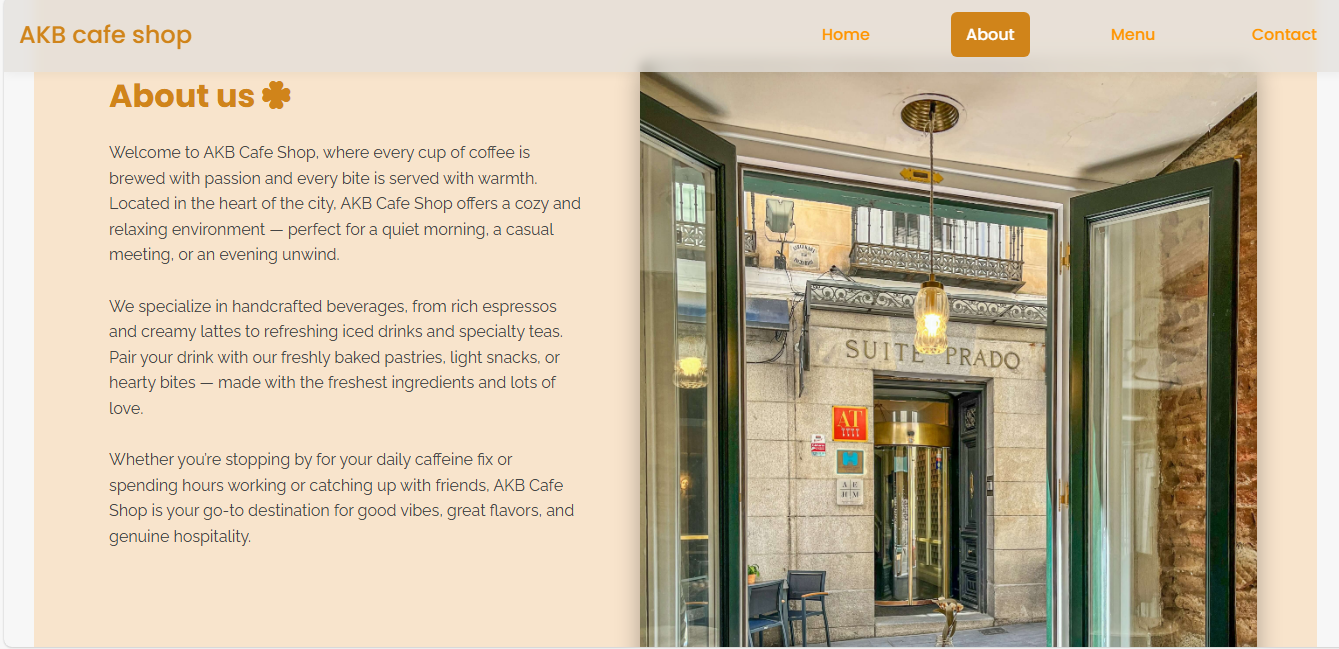 AKB cafe shop
Home
About
Menu
Contact
About us
Welcome to AKB Cafe Shop, where every cup of coffee is
brewed with passion and every bite is served with warmth.
Located in the heart of the city, AKB Cafe Shop offers a cozy and
relaxing environment — perfect for a quiet morning, a casual
meeting, or an evening unwind.
We specialize in handcrafted beverages, from rich espressos
and creamy lattes to refreshing iced drinks and specialty teas.
Pair your drink with our freshly baked pastries, light snacks, or
hearty bites — made with the freshest ingredients and lots of
love.
Whether you're stopping by for your daily caffeine fix or
spending hours working or catching up with friends, AKB Cafe
Shop is your go-to destination for good vibes, great flavors, and
genuine hospitality.
SUITE PRADO
AT
A E
H M